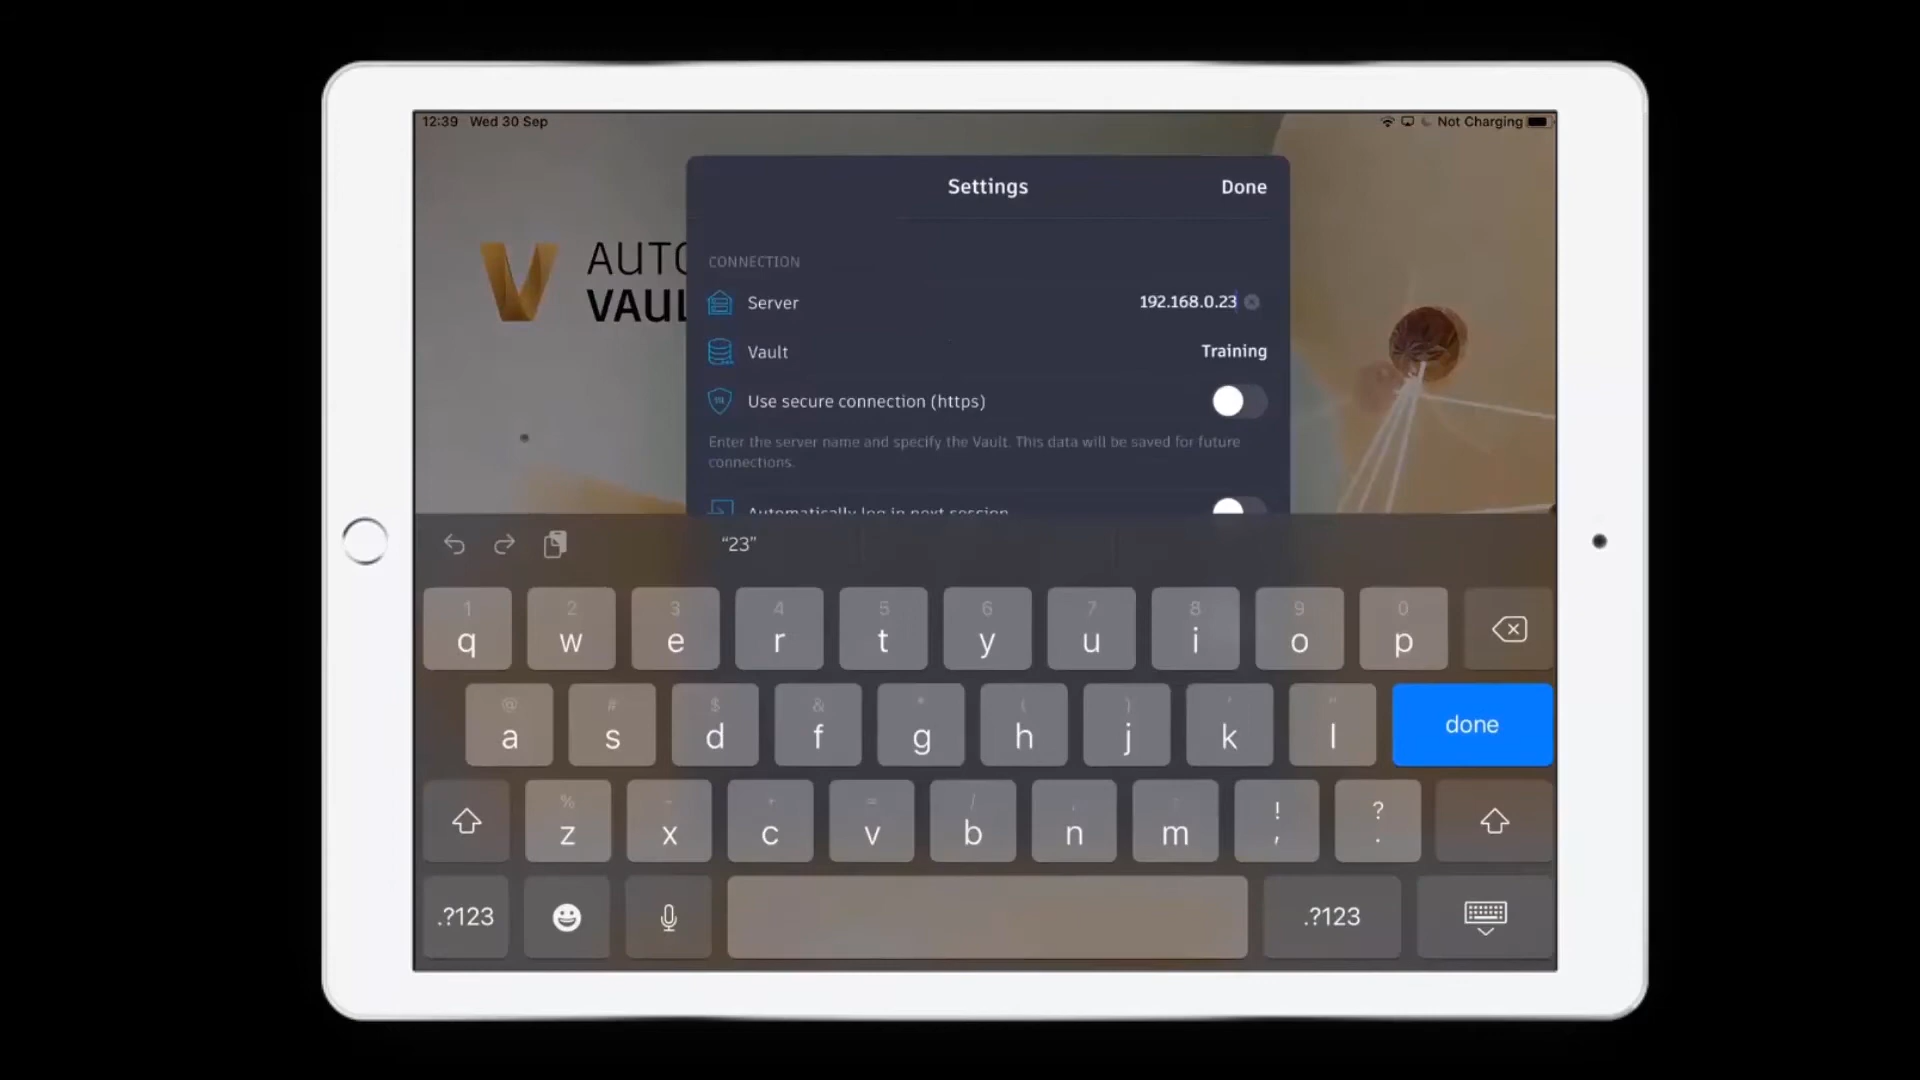 12:39 Wed 30 Sep
Not Charging
Settings
Done
AUTO
VAUL
CONNECTION
Server
192.168.0.23
Vault
Training
Use secure connection (https)
Enter the server name and specify the Vault. This data will be saved for future
connections.
Automatically log in next session
“23”
1 2 3 4 5 6 7 8 9 0
q w e r t y u i o p
@ # $ & * ( ) ' "
a s d f g h j k l
done
% - + = / ; : ! ?
z x c v b n m , .
.?123
.?123